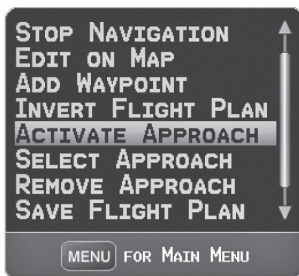 STOP NAVIGATION
EDIT ON MAP
ADD WAYPOINT
INVERT FLIGHT PLAN
ACTIVATE APPROACH
SELECT APPROACH
REMOVE APPROACH
SAVE FLIGHT PLAN
MENU FOR MAIN MENU